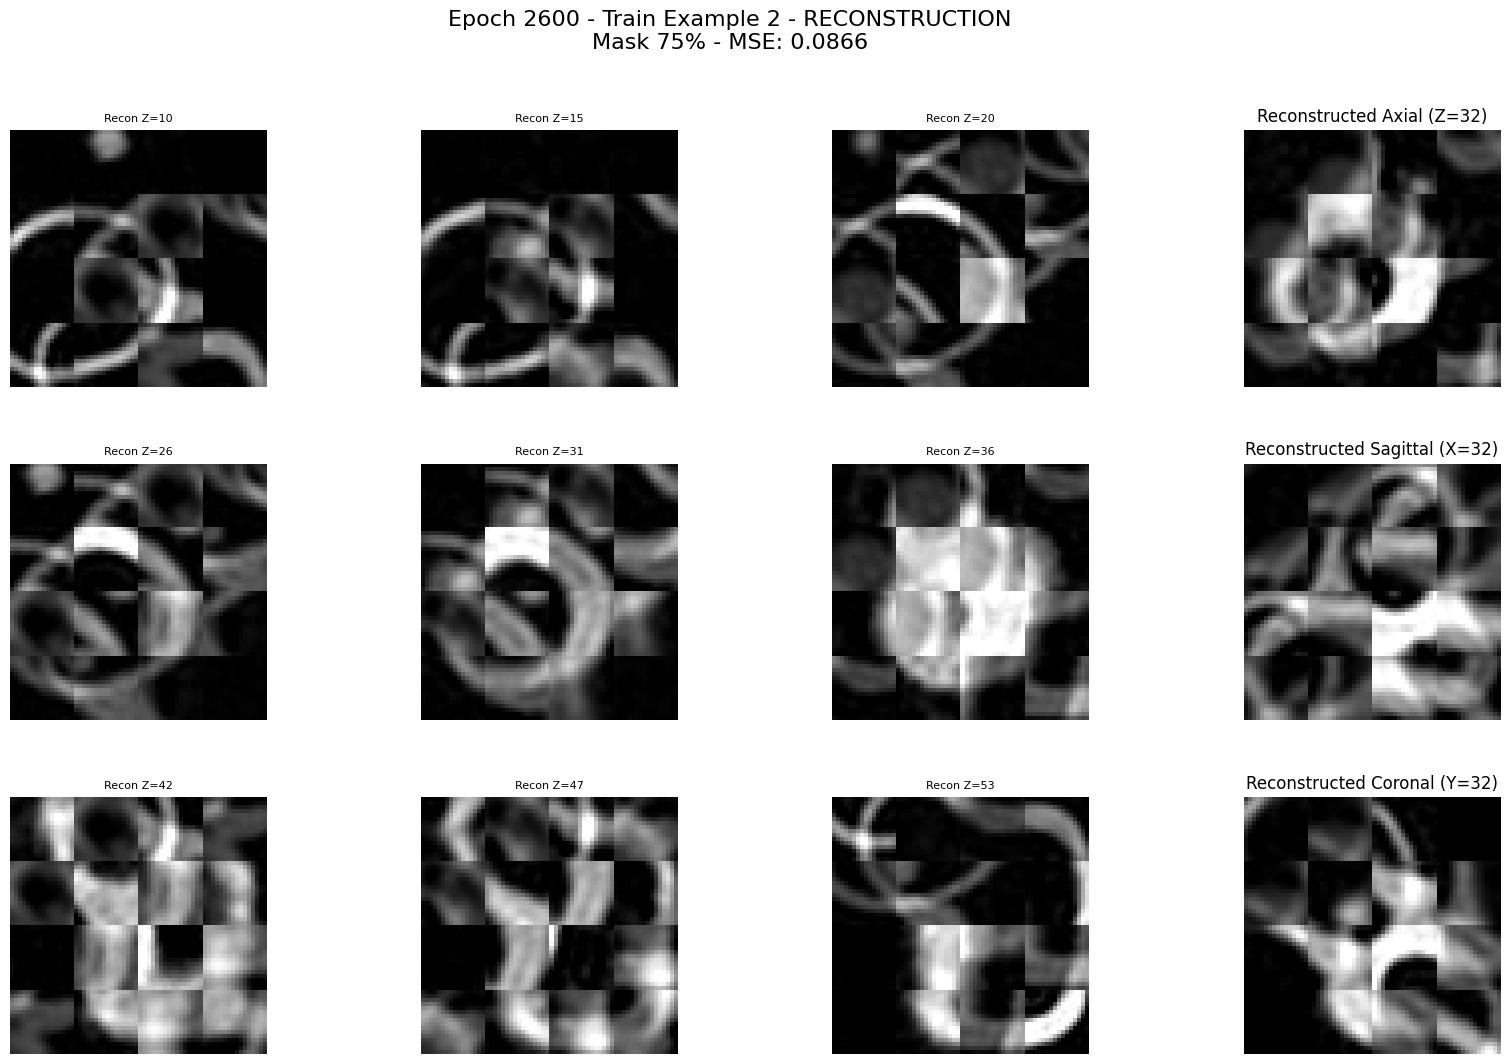 Epoch 2600 - Train Example 2 - RECONSTRUCTION
Mask 75% - MSE: 0.0866
Recon Z=10
Recon Z=15
Recon Z=20
Reconstructed Axial (Z=32)
Recon Z=26
Recon Z=31
Recon Z=36
Reconstructed Sagittal (X=32)
Recon Z=42
Recon Z=47
Recon Z=53
Reconstructed Coronal (Y=32)